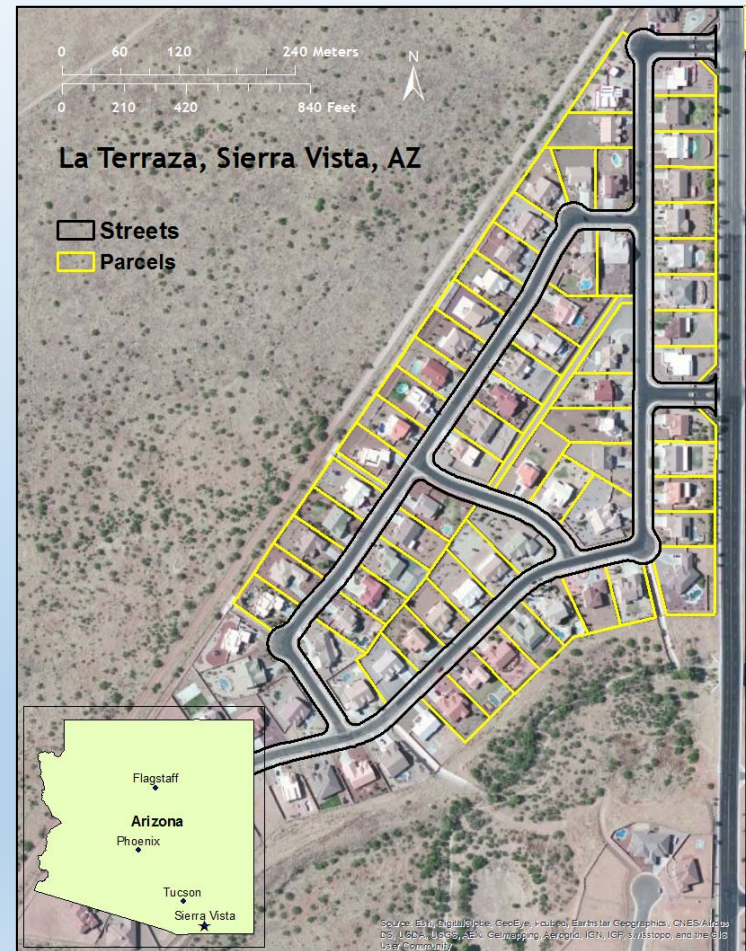 0 60 120 240 Meters
0 210 420 840 Feet
N
La Terraza, Sierra Vista, AZ
Streets
Parcels
Flagstaff
Arizona
Phoenix
Tucson
Sierra Vista
Source: Esri, DigitalGlobe, GeoEye, i-cubed, Earthstar Geographics, CNES/Airbus
DS, USDA, USGS, AEX, Getmapping, Aerogrid, IGN, IGP, swisstopo, and the GIS
User Community